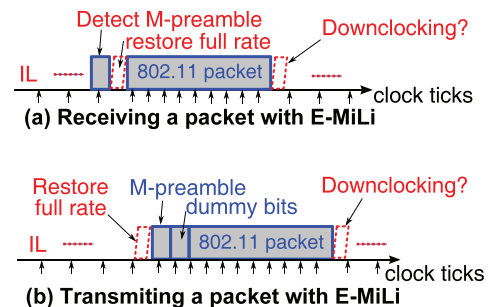 Detect M-preamble
restore full rate
Downclocking?
IL
802.11 packet
clock ticks
(a) Receiving a packet with E-MiLi
Restore
full rate
M-preamble
dummy bits
Downclocking?
IL
802.11 packet
clock ticks
(b) Transmiting a packet with E-MiLi